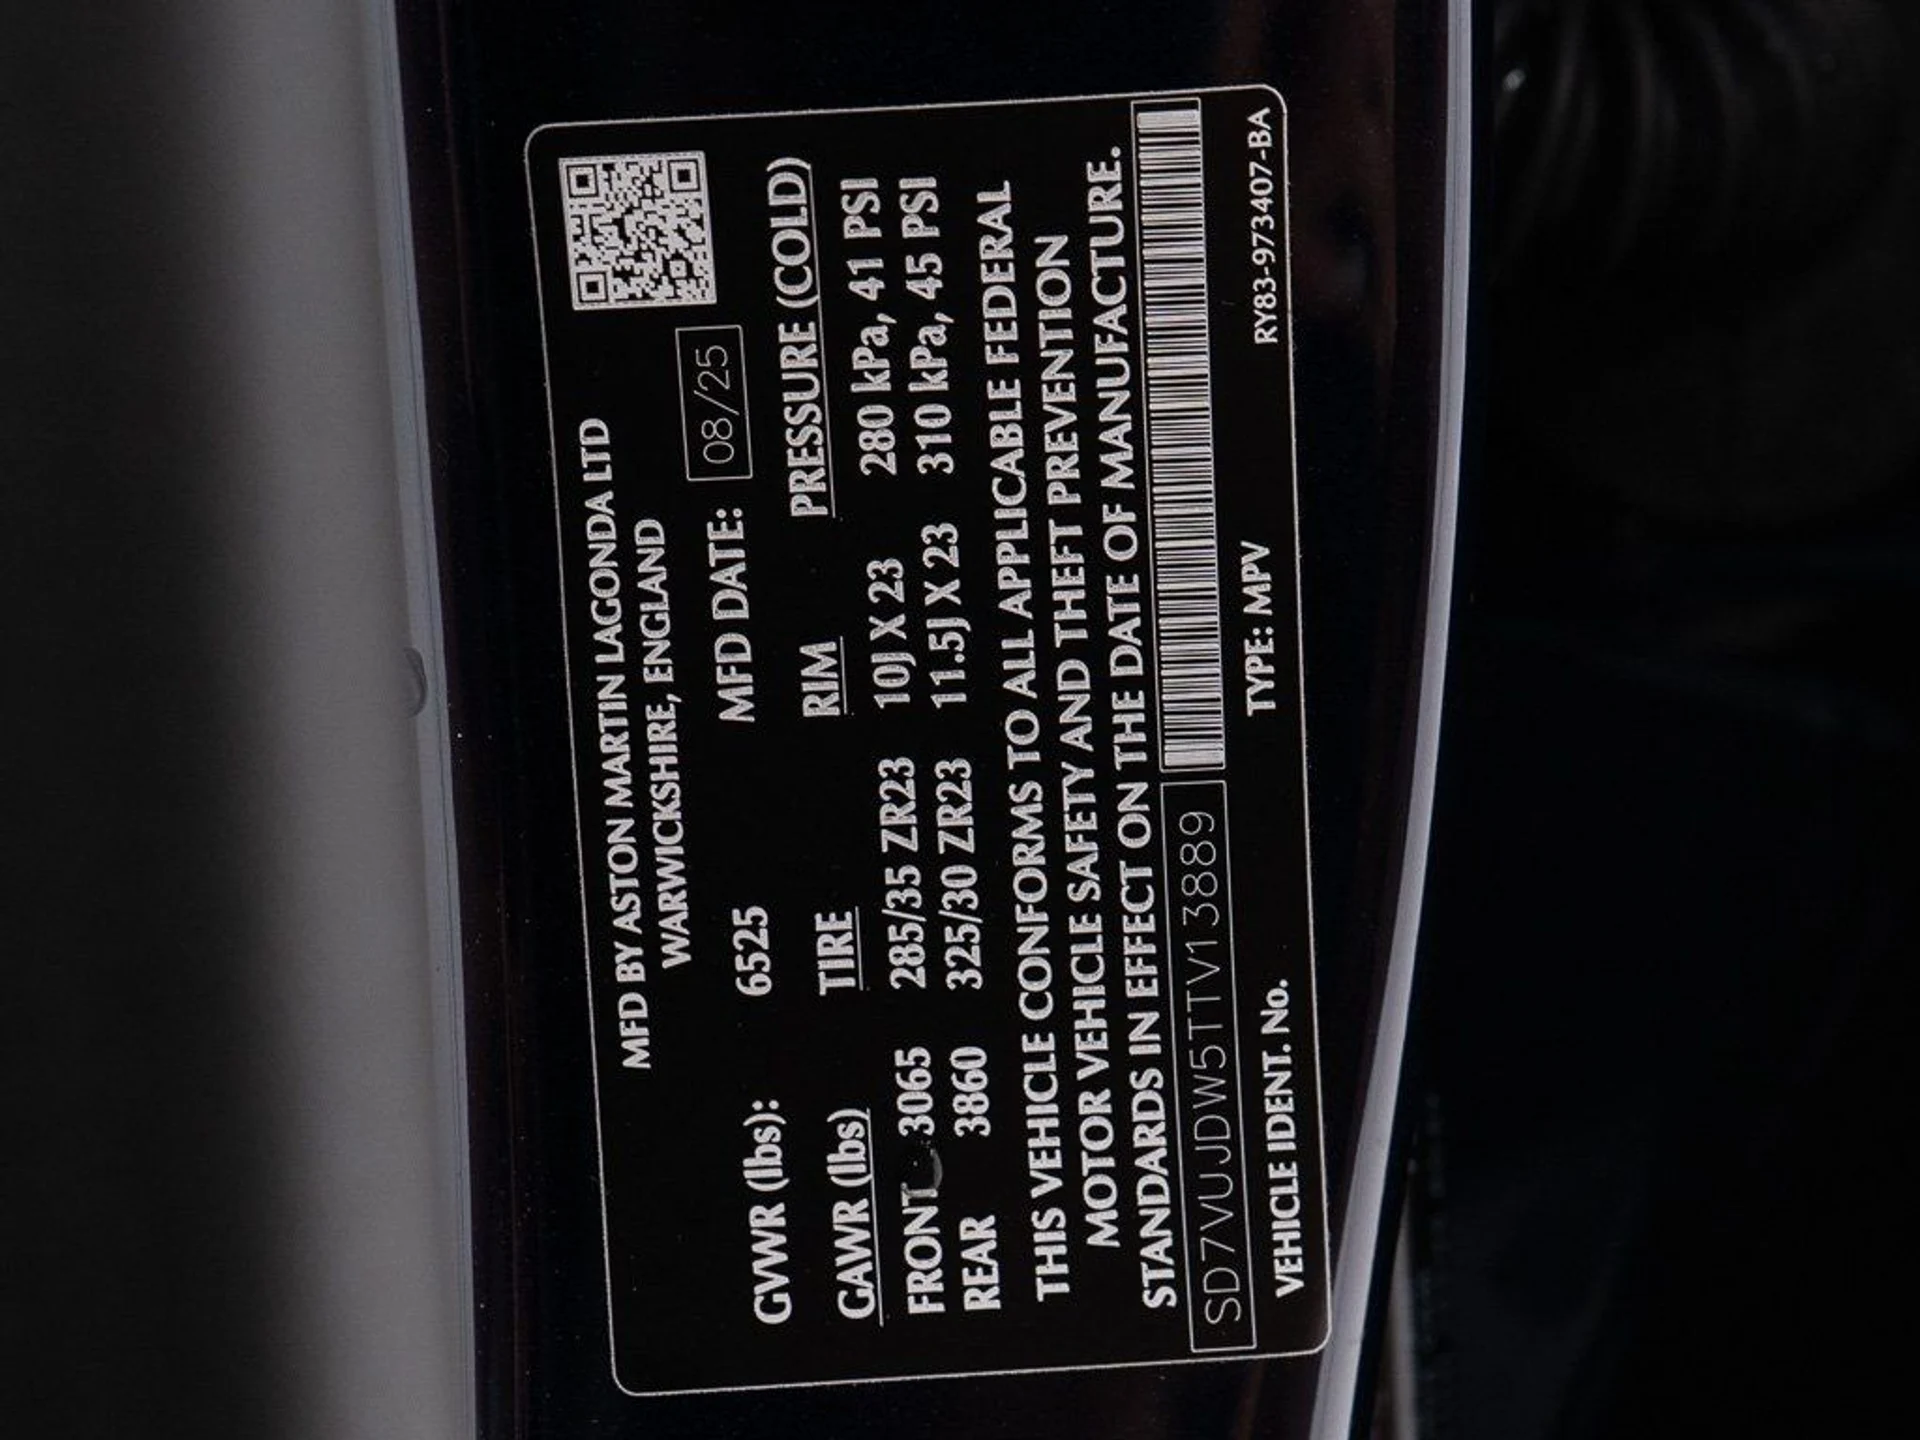 MFD BY ASTON MARTIN LAGONDA LTD
WARWICKSHIRE, ENGLAND
GVWR (lbs): 6525 MFD DATE: 08/25
GAWR (lbs) TIRE RIM PRESSURE (COLD)
FRONT 3065 285/35 ZR23 10J X 23 280 kPa, 41 PSI
REAR 3860 325/30 ZR23 11.5J X 23 310 kPa, 45 PSI
THIS VEHICLE CONFORMS TO ALL APPLICABLE FEDERAL
MOTOR VEHICLE SAFETY AND THEFT PREVENTION
STANDARDS IN EFFECT ON THE DATE OF MANUFACTURE.
SD7VUJDW5TTV13889
VEHICLE IDENT. No. TYPE: MPV RY83-973407-BA